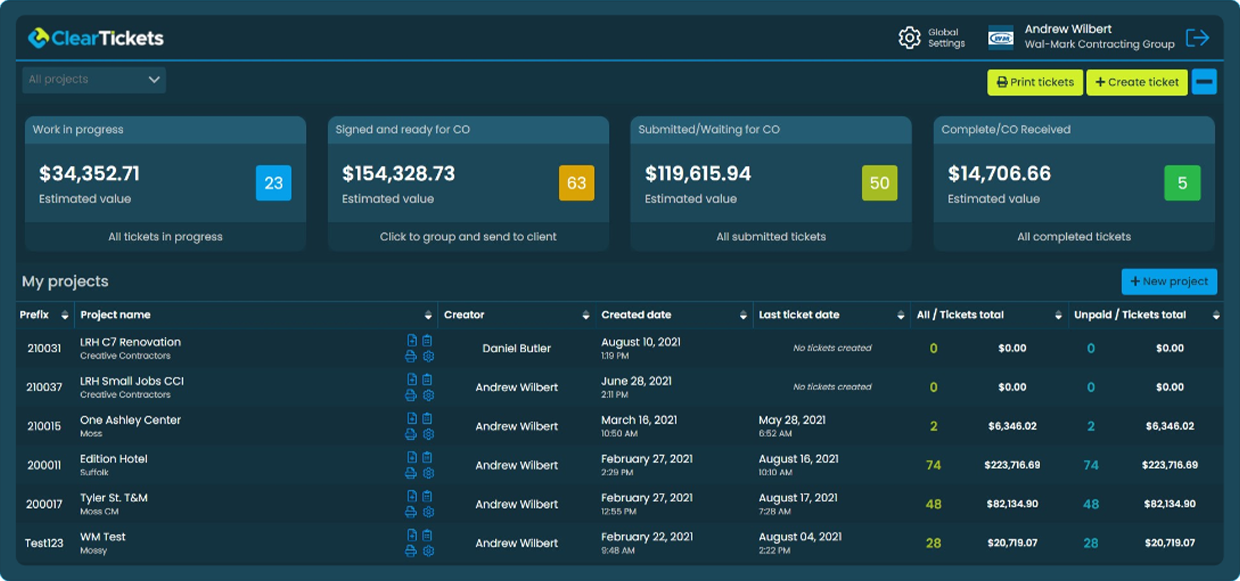 ClearTickets
Global
Settings
WM
Andrew Wilbert
Wal-Mark Contracting Group
All projects
Print tickets
+ Create ticket
Work in progress
$34,352.71
Estimated value
23
All tickets in progress
Signed and ready for CO
$154,328.73
Estimated value
63
Click to group and send to client
Submitted/Waiting for CO
$119,615.94
Estimated value
50
All submitted tickets
Complete/CO Received
$14,706.66
Estimated value
5
All completed tickets
My projects
+ New project
Prefix Project name Creator Created date Last ticket date All / Tickets total Unpaid / Tickets total
210031 LRH C7 Renovation Daniel Butler August 10, 2021 No tickets created 0 $0.00 0 $0.00
Creative Contractors 1:19 PM
210037 LRH Small Jobs CCI Andrew Wilbert June 28, 2021 No tickets created 0 $0.00 0 $0.00
Creative Contractors 2:11 PM
210015 One Ashley Center Andrew Wilbert March 16, 2021 May 28, 2021 2 $6,346.02 2 $6,346.02
Moss 10:50 AM 6:52 AM
200011 Edition Hotel Andrew Wilbert February 27, 2021 August 16, 2021 74 $223,716.69 74 $223,716.69
Suffolk 2:29 PM 10:10 AM
200017 Tyler St. T&M Andrew Wilbert February 27, 2021 August 17, 2021 48 $82,134.90 48 $82,134.90
Moss CM 12:55 PM 7:28 AM
Test123 WM Test Andrew Wilbert February 22, 2021 August 04, 2021 28 $20,719.07 28 $20,719.07
Mossy 9:48 AM 2:22 PM